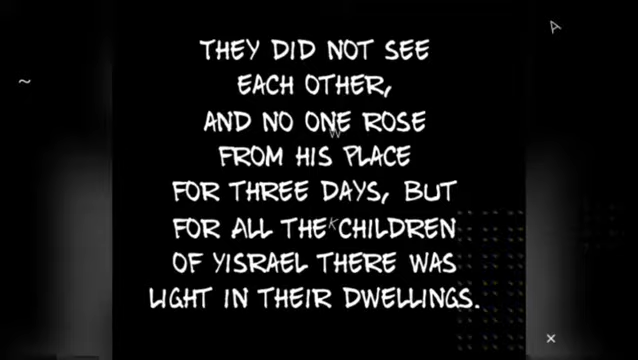 THEY DID NOT SEE
EACH OTHER,
AND NO ONE ROSE
FROM HIS PLACE
FOR THREE DAYS, BUT
FOR ALL THE CHILDREN
OF YISRAEL THERE WAS
LIGHT IN THEIR DWELLINGS.